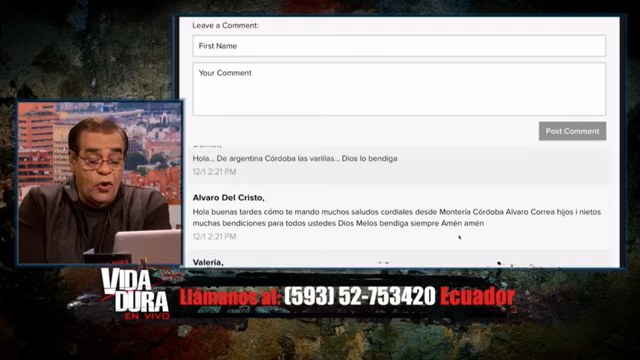 Leave a Comment:
First Name
Your Comment
Post Comment
Hola... De argentina Córdoba las varillas... Dios lo bendiga
12/1 2:21 PM
Alvaro Del Cristo,
Hola buenas tardes cómo te mando muchos saludos cordiales desde Montería Córdoba Alvaro Correa hijos i nietos
muchas bendiciones para todos ustedes Dios Melos bendiga siempre Amén amén
12/1 2:21 PM
Valeria,
VIDA
DURA
EN VIVO
Llámanos al: (593) 52-753420 Ecuador